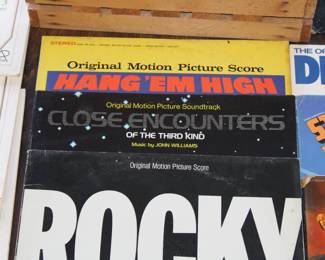 STEREO
Original Motion Picture Score
HANG 'EM HIGH
Original Motion Picture Soundtrack
CLOSE ENCOUNTERS
OF THE THIRD KIND
Music by JOHN WILLIAMS
Original Motion Picture Score
ROCKY
THE OR